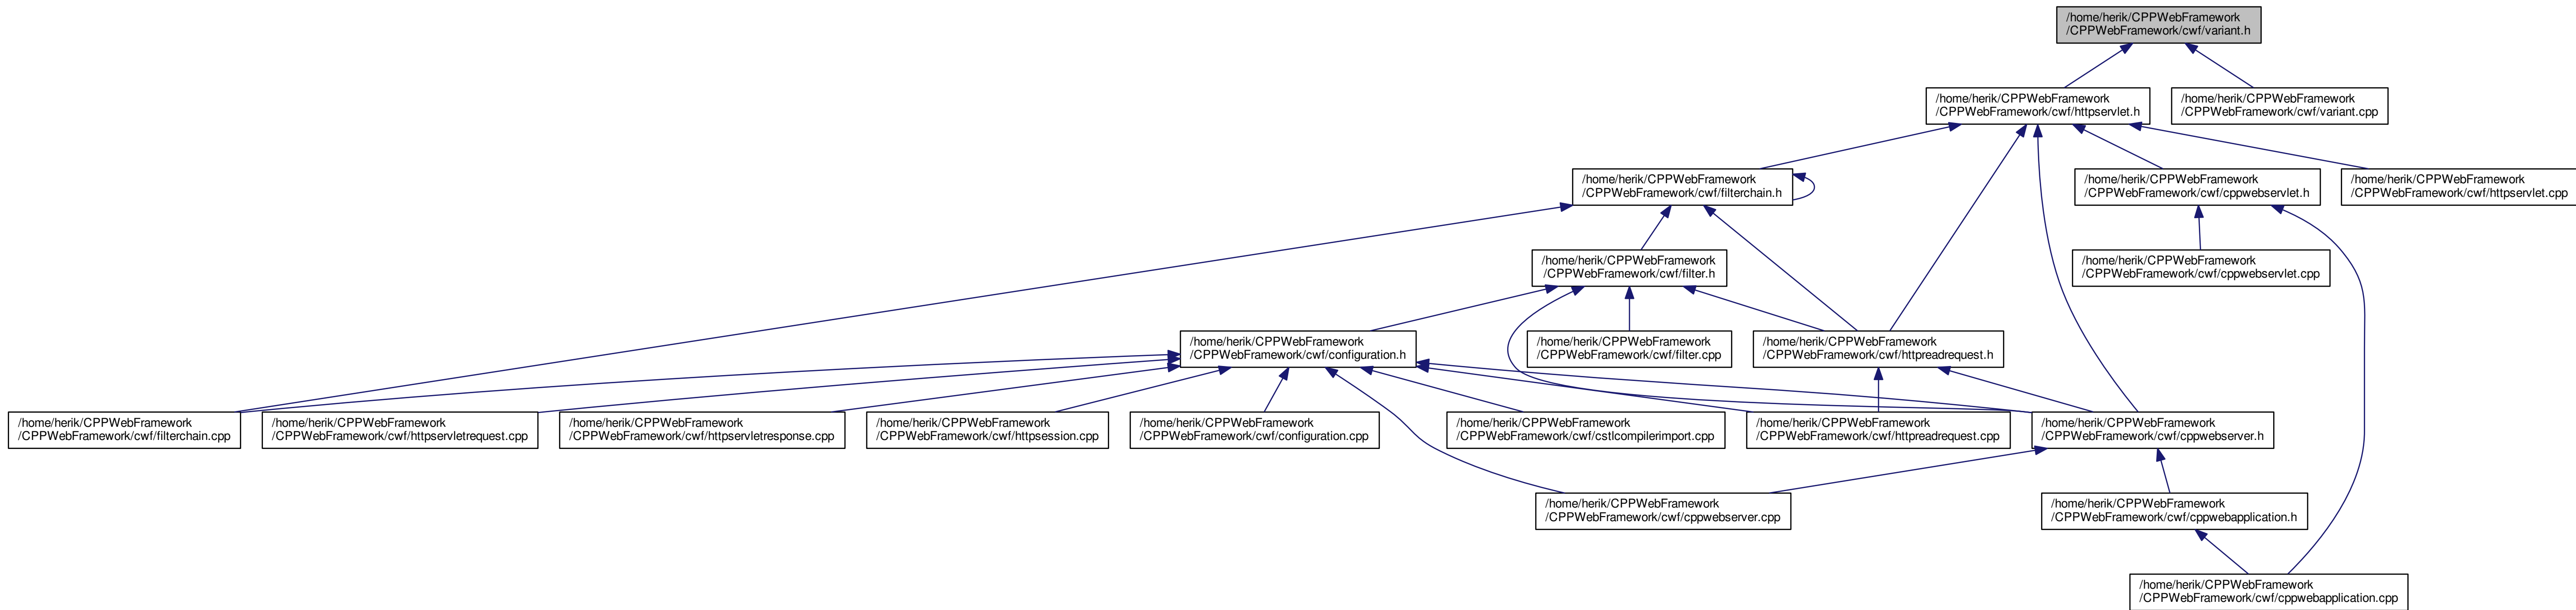 /home/herik/CPPWebFramework
/CPPWebFramework/cwf/variant.h
/home/herik/CPPWebFramework
/CPPWebFramework/cwf/httpservlet.h
/home/herik/CPPWebFramework
/CPPWebFramework/cwf/variant.cpp
/home/herik/CPPWebFramework
/CPPWebFramework/cwf/filterchain.h
/home/herik/CPPWebFramework
/CPPWebFramework/cwf/cppwebservlet.h
/home/herik/CPPWebFramework
/CPPWebFramework/cwf/httpservlet.cpp
/home/herik/CPPWebFramework
/CPPWebFramework/cwf/filter.h
/home/herik/CPPWebFramework
/CPPWebFramework/cwf/cppwebservlet.cpp
/home/herik/CPPWebFramework
/CPPWebFramework/cwf/configuration.h
/home/herik/CPPWebFramework
/CPPWebFramework/cwf/filter.cpp
/home/herik/CPPWebFramework
/CPPWebFramework/cwf/httpreadrequest.h
/home/herik/CPPWebFramework
/CPPWebFramework/cwf/filterchain.cpp
/home/herik/CPPWebFramework
/CPPWebFramework/cwf/httpservletrequest.cpp
/home/herik/CPPWebFramework
/CPPWebFramework/cwf/httpservletresponse.cpp
/home/herik/CPPWebFramework
/CPPWebFramework/cwf/httpsession.cpp
/home/herik/CPPWebFramework
/CPPWebFramework/cwf/configuration.cpp
/home/herik/CPPWebFramework
/CPPWebFramework/cwf/cstlcompilerimport.cpp
/home/herik/CPPWebFramework
/CPPWebFramework/cwf/httpreadrequest.cpp
/home/herik/CPPWebFramework
/CPPWebFramework/cwf/cppwebserver.h
/home/herik/CPPWebFramework
/CPPWebFramework/cwf/cppwebserver.cpp
/home/herik/CPPWebFramework
/CPPWebFramework/cwf/cppwebapplication.h
/home/herik/CPPWebFramework
/CPPWebFramework/cwf/cppwebapplication.cpp